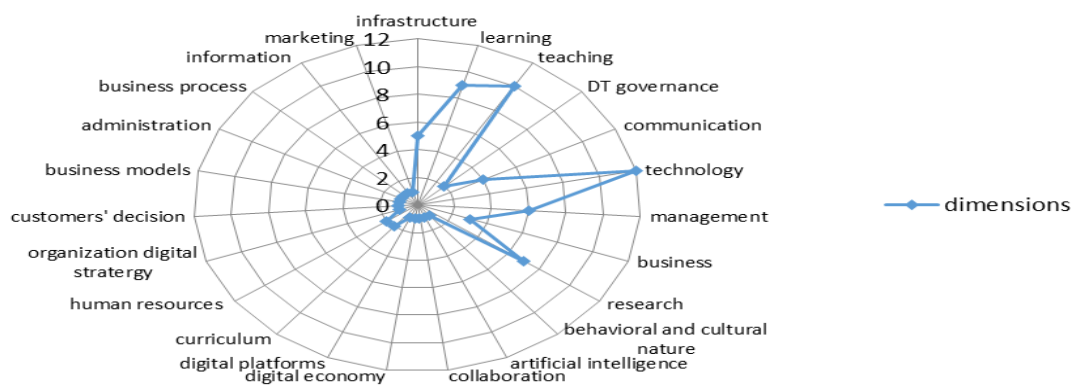 infrastructure
learning
teaching
DT governance
communication
technology
management
business
research
behavioral and cultural
nature
artificial intelligence
collaboration
digital economy
digital platforms
curriculum
human resources
organization digital
stratergy
customers' decision
business models
administration
business process
information
marketing
12
10
8
6
4
2
0
dimensions